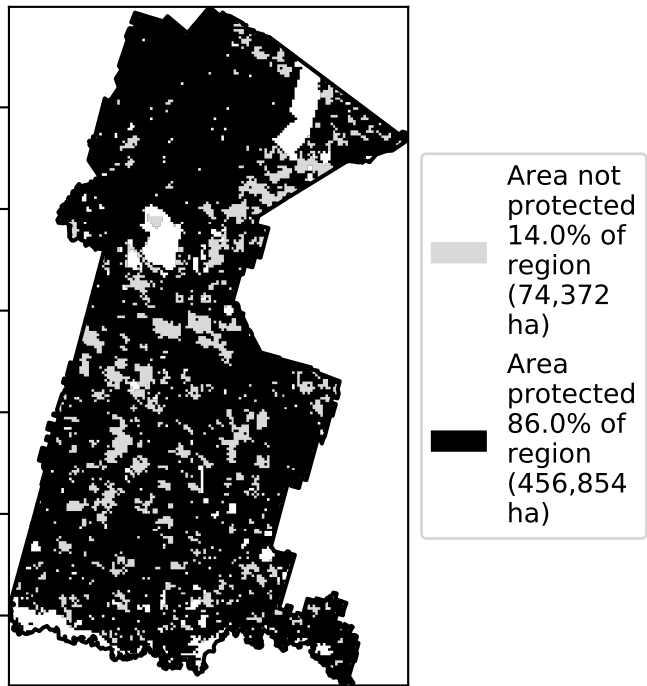 Area not
protected
14.0% of
region
(74,372
ha)
Area
protected
86.0% of
region
(456,854
ha)